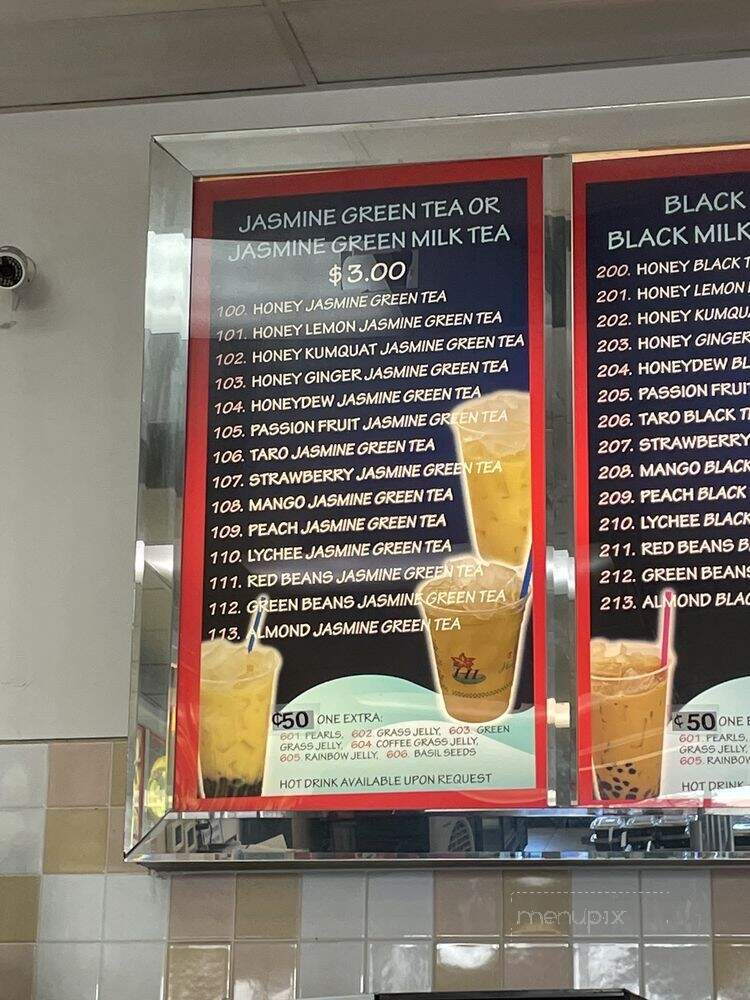 JASMINE GREEN TEA OR
JASMINE GREEN MILK TEA
$3.00
100. HONEY JASMINE GREEN TEA
101. HONEY LEMON JASMINE GREEN TEA
102. HONEY KUMQUAT JASMINE GREEN TEA
103. HONEY GINGER JASMINE GREEN TEA
104. HONEYDEW JASMINE GREEN TEA
105. PASSION FRUIT JASMINE GREEN TEA
106. TARO JASMINE GREEN TEA
107. STRAWBERRY JASMINE GREEN TEA
108. MANGO JASMINE GREEN TEA
109. PEACH JASMINE GREEN TEA
110. LYCHEE JASMINE GREEN TEA
111. RED BEANS JASMINE GREEN TEA
112. GREEN BEANS JASMINE GREEN TEA
113. ALMOND JASMINE GREEN TEA
¢50 ONE EXTRA:
601. PEARLS, 602. GRASS JELLY, 603. GREEN
GRASS JELLY, 604. COFFEE GRASS JELLY,
605. RAINBOW JELLY, 606. BASIL SEEDS
HOT DRINK AVAILABLE UPON REQUEST
BLACK
BLACK MILK
200. HONEY BLACK T
201. HONEY LEMON
202. HONEY KUMQU
203. HONEY GINGER
204. HONEYDEW BL
205. PASSION FRUIT
206. TARO BLACK T
207. STRAWBERRY
208. MANGO BLACK
209. PEACH BLACK
210. LYCHEE BLACK
211. RED BEANS B
212. GREEN BEANS
213. ALMOND BLAC
¢50 ONE E
601. PEARLS,
GRASS JELLY,
605. RAINBOW
HOT DRINK
menupix